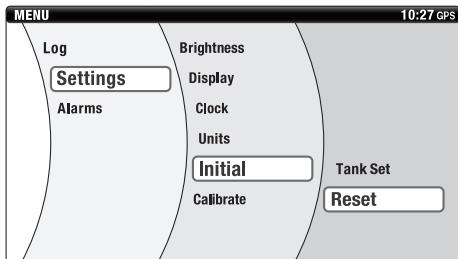 MENU 10:27 GPS
Log
Settings
Alarms
Brightness
Display
Clock
Units
Initial
Calibrate
Tank Set
Reset